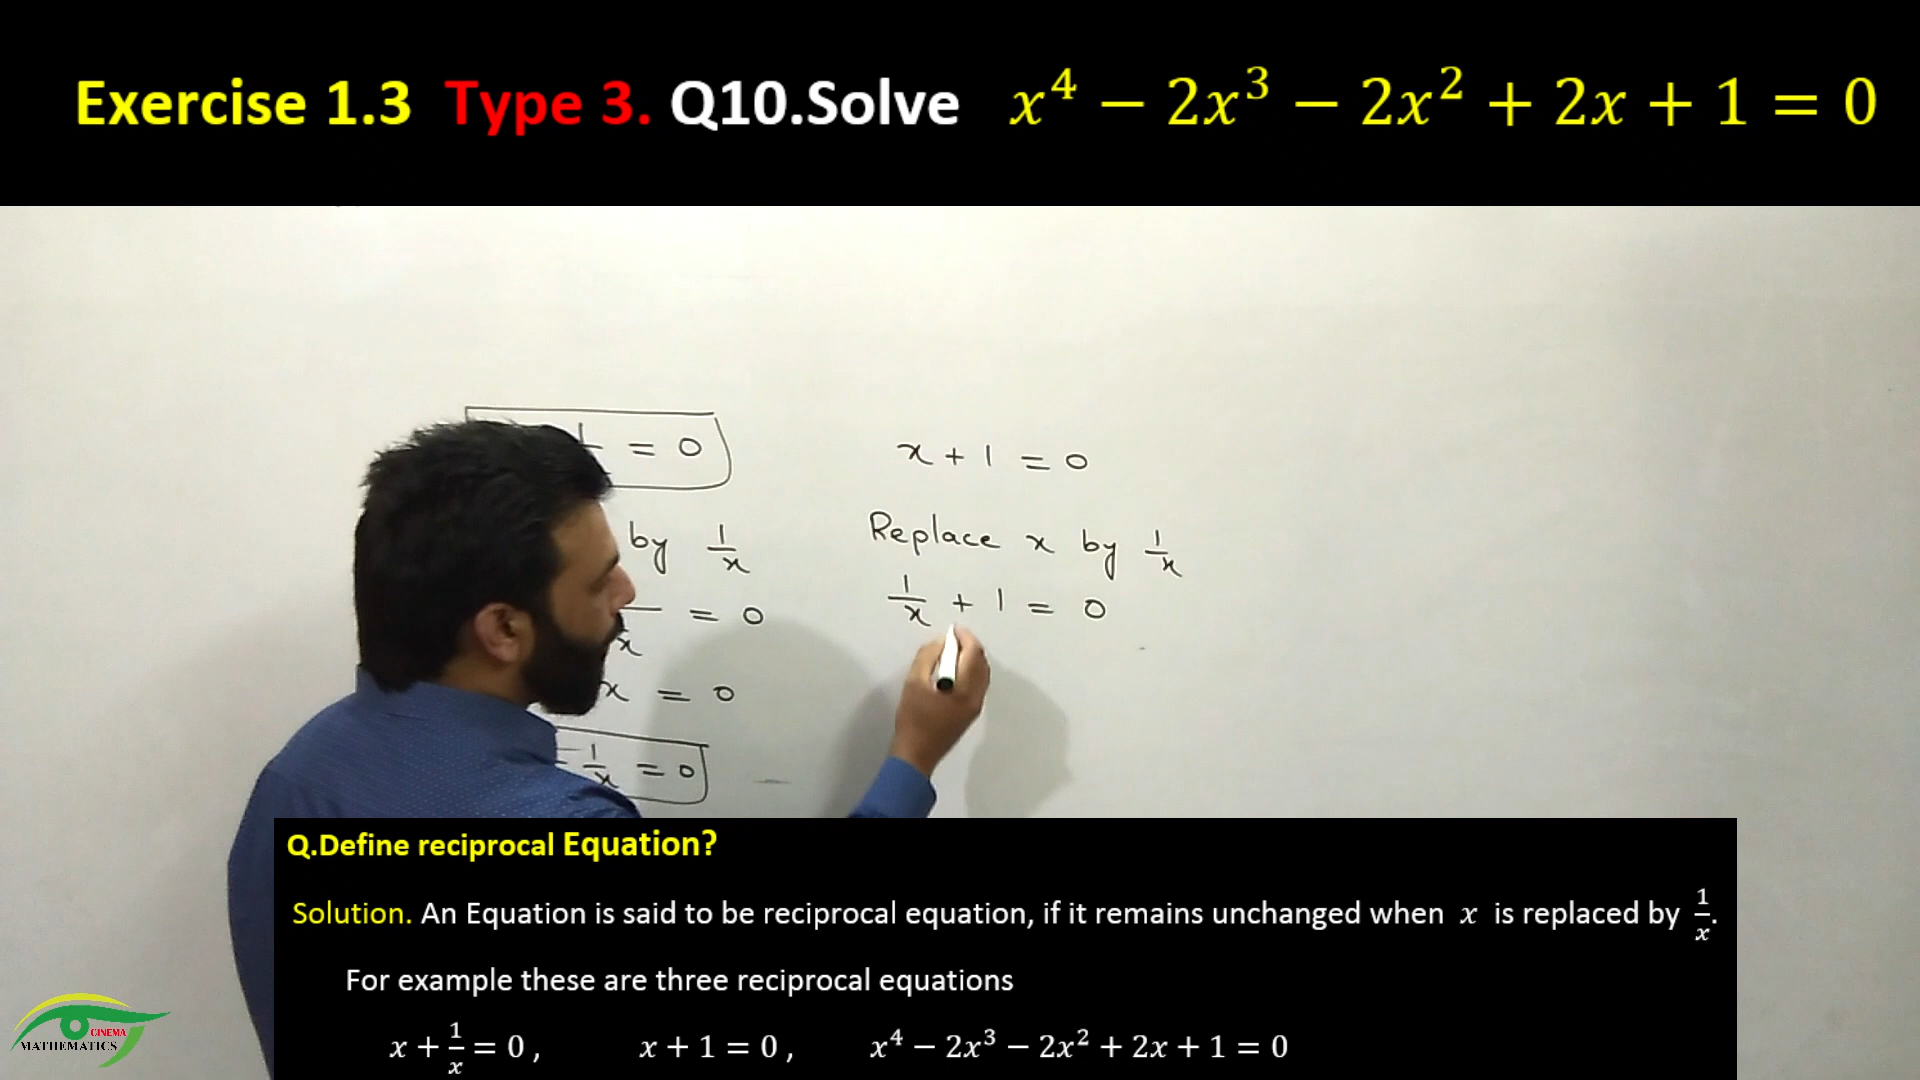 Exercise 1.3 Type 3. Q10.Solve x⁴ − 2x³ − 2x² + 2x + 1 = 0
1 = 0
by 1/x
x = 0
x = 0
- 1/x = 0
x + 1 = 0
Replace x by 1/x
1/x + 1 = 0
Q.Define reciprocal Equation?
Solution. An Equation is said to be reciprocal equation, if it remains unchanged when x is replaced by 1/x.
For example these are three reciprocal equations
x + 1/x = 0 , x + 1 = 0 , x⁴ − 2x³ − 2x² + 2x + 1 = 0
CINEMA
MATHEMATICS